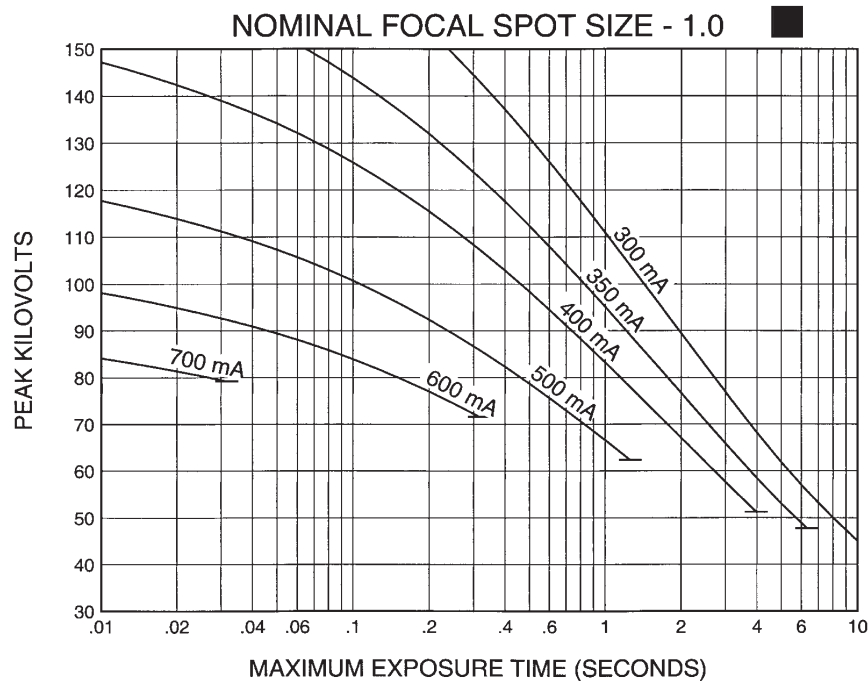 NOMINAL FOCAL SPOT SIZE - 1.0
PEAK KILOVOLTS
150
140
130
120
110
100
90
80
70
60
50
40
30
300 mA
350 mA
400 mA
500 mA
600 mA
700 mA
.01 .02 .04 .06 .1 .2 .4 .6 1 2 4 6 10
MAXIMUM EXPOSURE TIME (SECONDS)